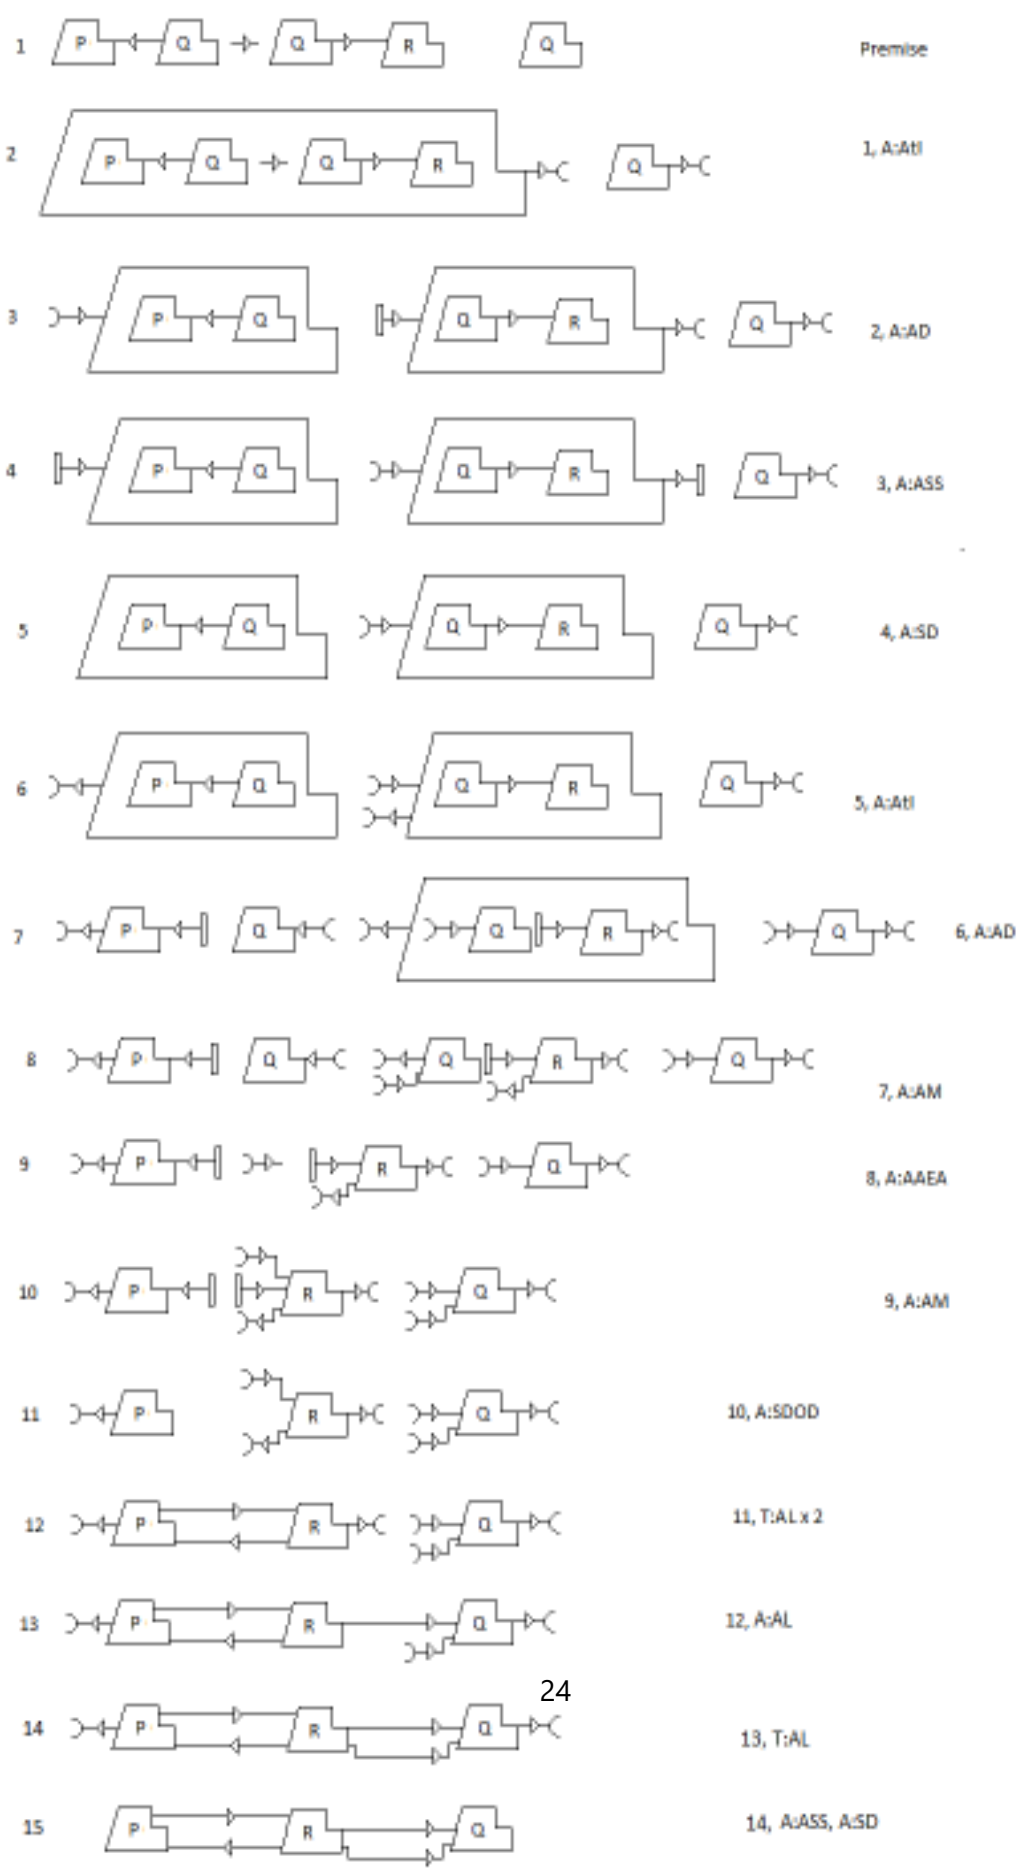 1 P Q Q R Q Premise
2 P Q Q R Q 1, A:AtI
3 P Q Q R Q 2, A:AD
4 P Q Q R Q 3, A:ASS
5 P Q Q R Q 4, A:SD
6 P Q Q R Q 5, A:AtI
7 P Q Q R Q 6, A:AD
8 P Q Q R Q 7, A:AM
9 P R Q 8, A:AAEA
10 P R Q 9, A:AM
11 P R Q 10, A:SDOD
12 P R Q 11, T:AL x 2
13 P R Q 12, A:AL
24
14 P R Q 13, T:AL
15 P R Q 14, A:ASS, A:SD